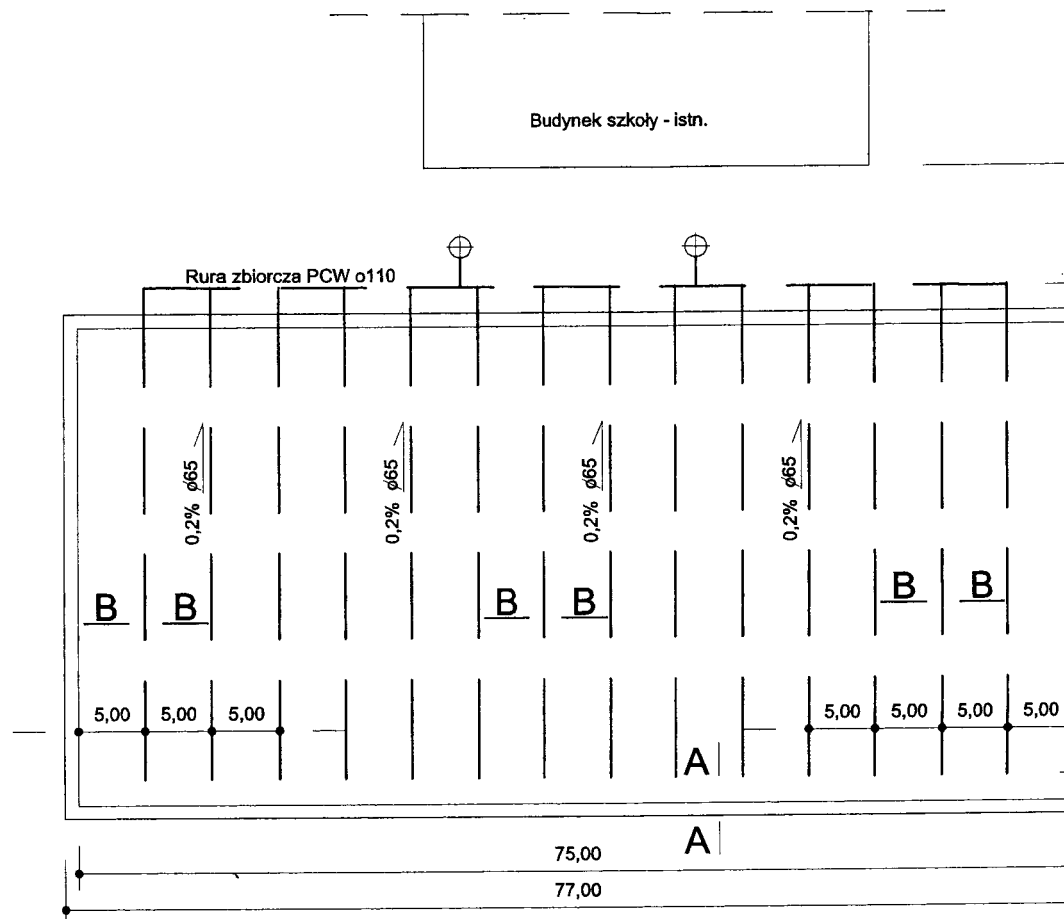 Budynek szkoły - istn.
Rura zbiorcza PCW o110
0,2% ø65
0,2% ø65
0,2% ø65
0,2% ø65
B B B B B B
5,00 5,00 5,00 5,00 5,00 5,00 5,00
A
A
75,00
77,00